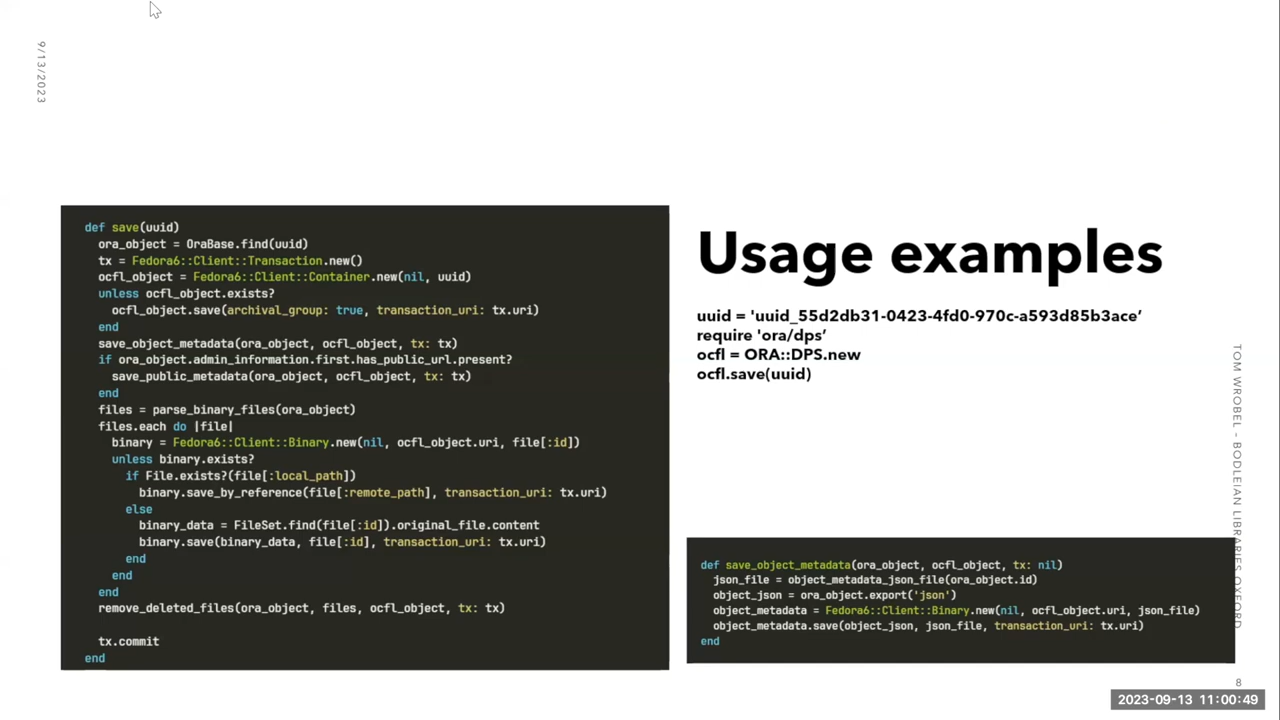 9/13/2023
def save(uuid)
  ora_object = OraBase.find(uuid)
  tx = Fedora6::Client::Transaction.new()
  ocfl_object = Fedora6::Client::Container.new(nil, uuid)
  unless ocfl_object.exists?
    ocfl_object.save(archival_group: true, transaction_uri: tx.uri)
  end
  save_object_metadata(ora_object, ocfl_object, tx: tx)
  if ora_object.admin_information.first.has_public_url.present?
    save_public_metadata(ora_object, ocfl_object, tx: tx)
  end
  files = parse_binary_files(ora_object)
  files.each do |file|
    binary = Fedora6::Client::Binary.new(nil, ocfl_object.uri, file[:id])
    unless binary.exists?
      if File.exists?(file[:local_path])
        binary.save_by_reference(file[:remote_path], transaction_uri: tx.uri)
      else
        binary_data = FileSet.find(file[:id]).original_file.content
        binary.save(binary_data, file[:id], transaction_uri: tx.uri)
      end
    end
  end
  remove_deleted_files(ora_object, files, ocfl_object, tx: tx)
  tx.commit
end
Usage examples
uuid = 'uuid_55d2db31-0423-4fd0-970c-a593d85b3ace’
require 'ora/dps’
ocfl = ORA::DPS.new
ocfl.save(uuid)
def save_object_metadata(ora_object, ocfl_object, tx: nil)
  json_file = object_metadata_json_file(ora_object.id)
  object_json = ora_object.export('json')
  object_metadata = Fedora6::Client::Binary.new(nil, ocfl_object.uri, json_file)
  object_metadata.save(object_json, json_file, transaction_uri: tx.uri)
end
TOM WROBEL - BODLEIAN LIBRARIES OXFORD
8
2023-09-13 11:00:49